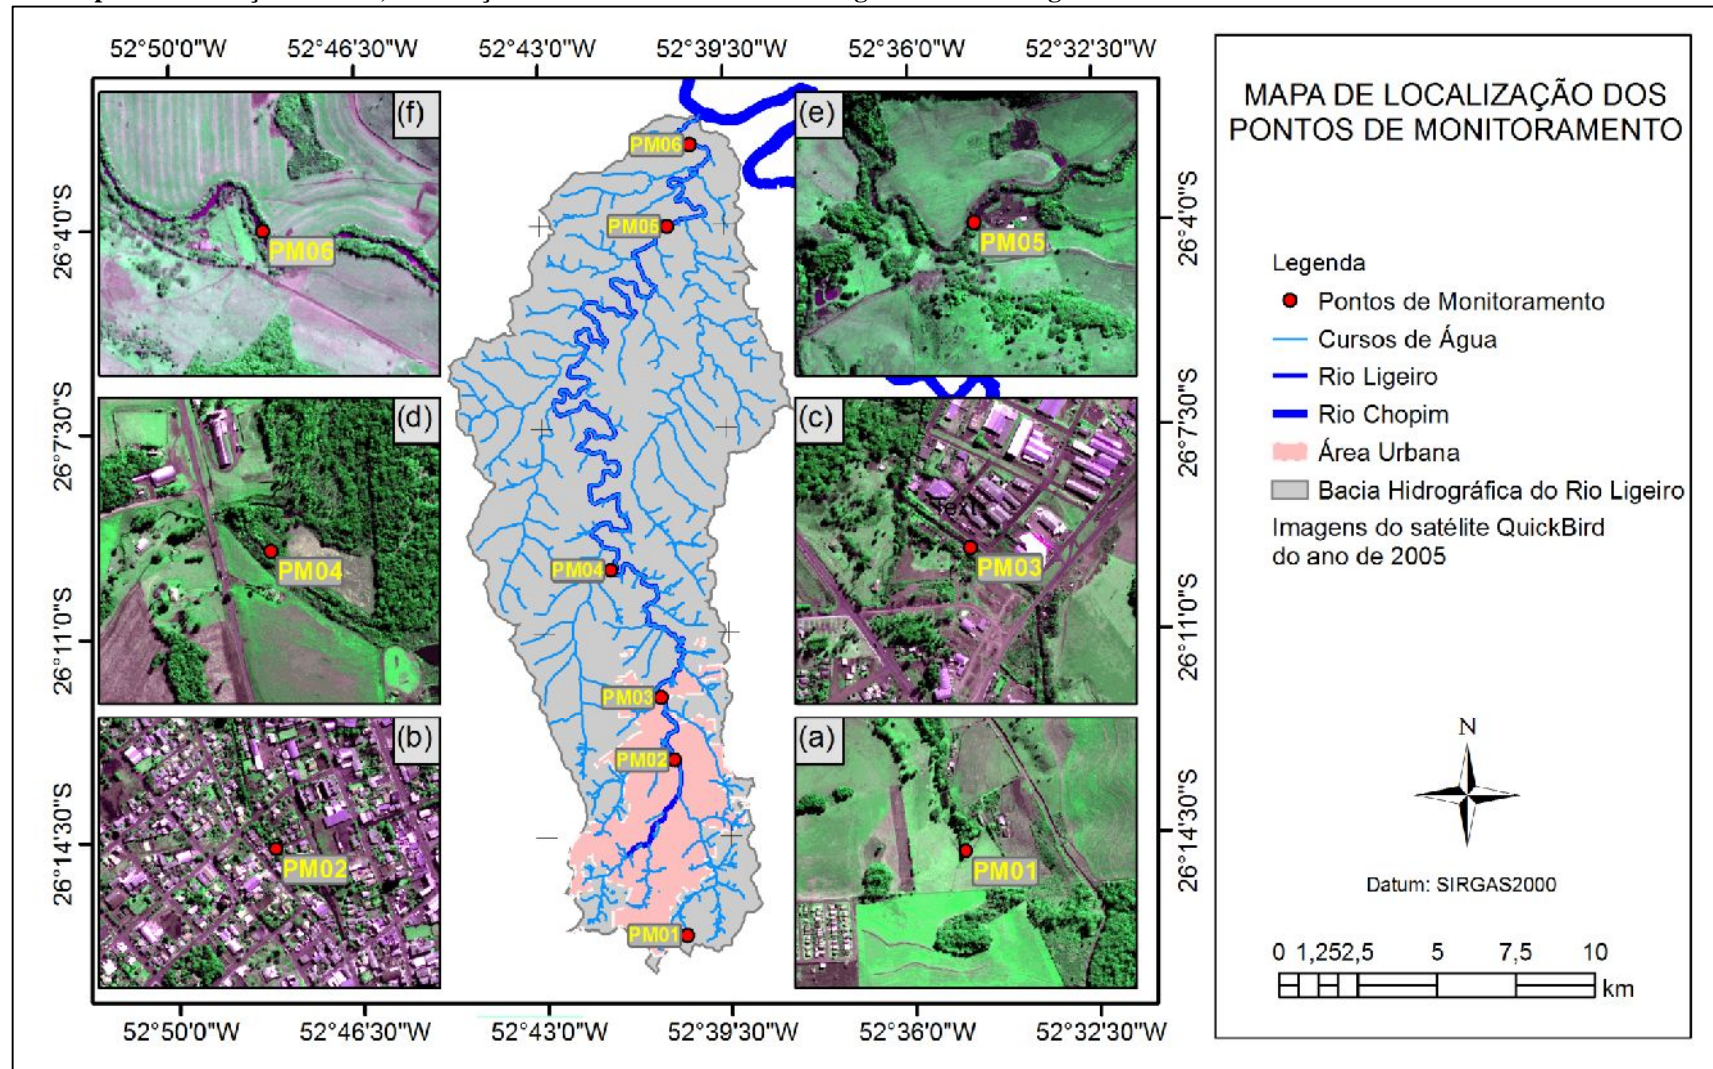 52°50'0"W 52°46'30"W 52°43'0"W 52°39'30"W 52°36'0"W 52°32'30"W
26°4'0"S
26°7'30"S
26°11'0"S
26°14'30"S
(f)
PM06
(d)
PM04
(b)
PM02
PM06
PM05
PM04
PM03
PM02
PM01
(e)
PM05
(c)
PM03
(a)
PM01
26°4'0"S
26°7'30"S
26°11'0"S
26°14'30"S
52°50'0"W 52°46'30"W 52°43'0"W 52°39'30"W 52°36'0"W 52°32'30"W
MAPA DE LOCALIZAÇÃO DOS
PONTOS DE MONITORAMENTO
Legenda
Pontos de Monitoramento
Cursos de Água
Rio Ligeiro
Rio Chopim
Área Urbana
Bacia Hidrográfica do Rio Ligeiro
Imagens do satélite QuickBird
do ano de 2005
N
Datum: SIRGAS2000
0 1,252,5 5 7,5 10
km